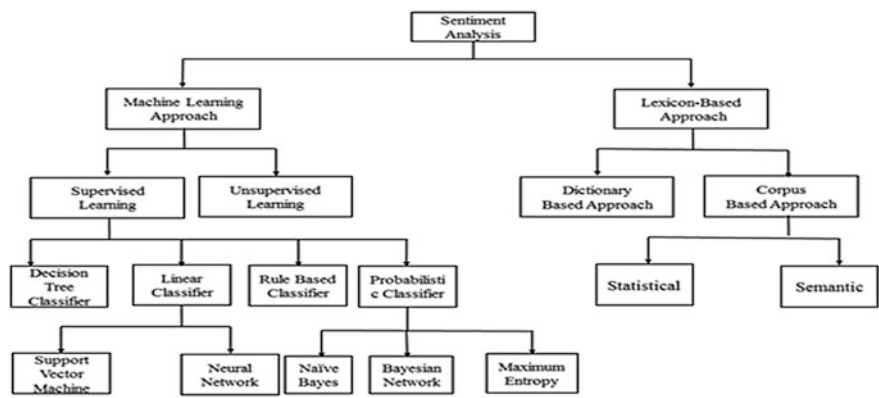 Sentiment
Analysis
Machine Learning
Approach
Lexicon-Based
Approach
Supervised
Learning
Unsupervised
Learning
Dictionary
Based Approach
Corpus
Based Approach
Decision
Tree
Classifier
Linear
Classifier
Rule Based
Classifier
Probabilisti
c Classifier
Statistical
Semantic
Support
Vector
Machine
Neural
Network
Naïve
Bayes
Bayesian
Network
Maximum
Entropy